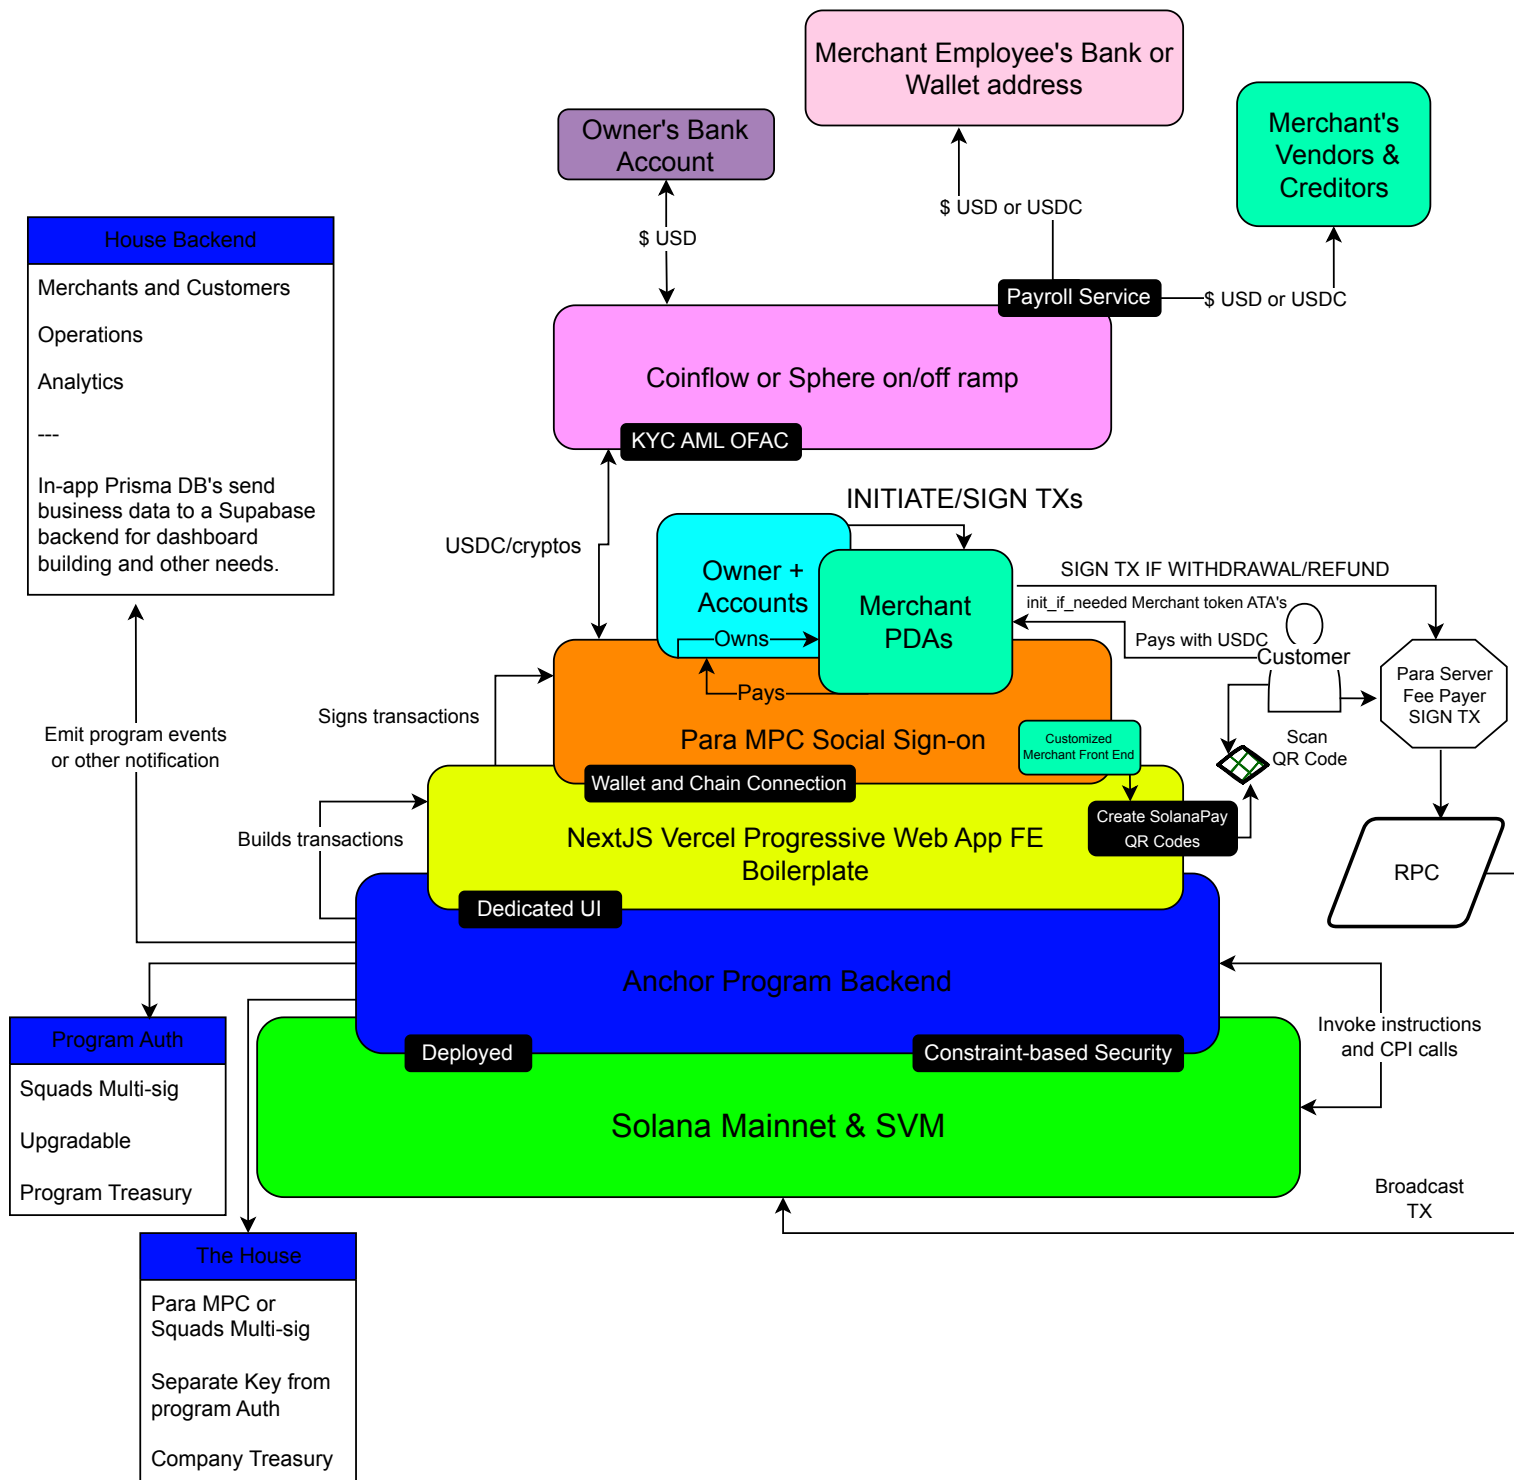 Merchant Employee's Bank or
Wallet address
Owner's Bank
Account
Merchant's
Vendors &
Creditors
$ USD or USDC
$ USD
House Backend
Merchants and Customers
Operations
Analytics
---
In-app Prisma DB's send
business data to a Supabase
backend for dashboard
building and other needs.
Payroll Service
$ USD or USDC
Coinflow or Sphere on/off ramp
KYC AML OFAC
INITIATE/SIGN TXs
USDC/cryptos
Owner +
Accounts
Merchant
PDAs
Owns
Pays
SIGN TX IF WITHDRAWAL/REFUND
init_if_needed Merchant token ATA's
Pays with USDC
Customer
Para Server
Fee Payer
SIGN TX
Signs transactions
Emit program events
or other notification
Para MPC Social Sign-on
Customized
Merchant Front End
Scan
QR Code
Wallet and Chain Connection
Builds transactions
NextJS Vercel Progressive Web App FE
Boilerplate
Create SolanaPay
QR Codes
RPC
Dedicated UI
Anchor Program Backend
Deployed
Constraint-based Security
Invoke instructions
and CPI calls
Program Auth
Squads Multi-sig
Upgradable
Program Treasury
Solana Mainnet & SVM
Broadcast
TX
The House
Para MPC or
Squads Multi-sig
Separate Key from
program Auth
Company Treasury